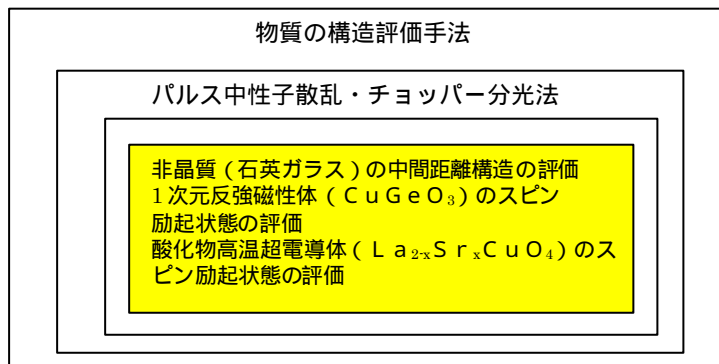 物質の構造評価手法
パルス中性子散乱・チョッパー分光法
非晶質（石英ガラス）の中間距離構造の評価
1次元反強磁性体（ＣｕＧｅＯ₃）のスピン
励起状態の評価
酸化物高温超電導体（Ｌａ₂₋ₓＳｒₓＣｕＯ₄）のス
ピン励起状態の評価